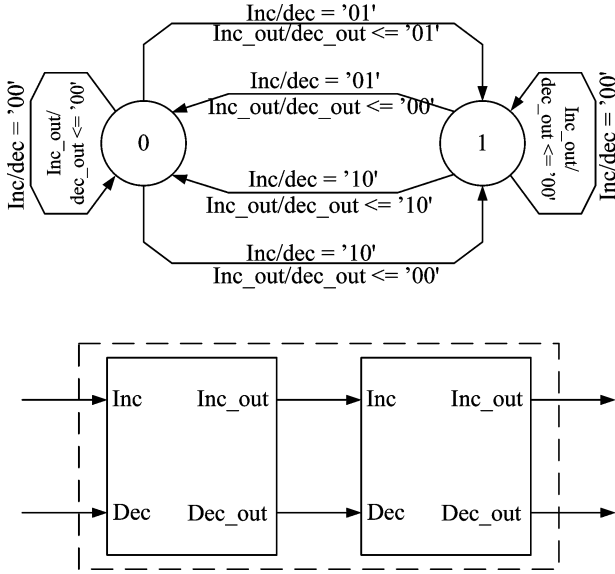 Inc/dec = '01'
Inc_out/dec_out <= '01'
Inc/dec = '01'
Inc_out/dec_out <= '00'
Inc/dec = '00'
Inc_out/
dec_out <= '00'
0
1
Inc_out/
dec_out <= '00'
Inc/dec = '00'
Inc/dec = '10'
Inc_out/dec_out <= '10'
Inc/dec = '10'
Inc_out/dec_out <= '00'
Inc Inc_out Inc Inc_out
Dec Dec_out Dec Dec_out